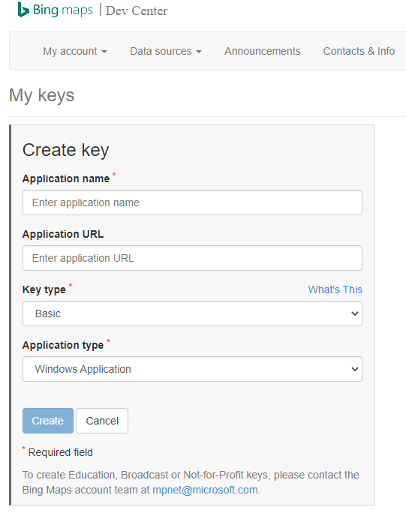 Bing maps | Dev Center
My account Data sources Announcements Contacts & Info
My keys
Create key
Application name *
Enter application name
Application URL
Enter application URL
Key type * What's This
Basic
Application type *
Windows Application
Create Cancel
* Required field
To create Education, Broadcast or Not-for-Profit keys, please contact the
Bing Maps account team at mpnet@microsoft.com.